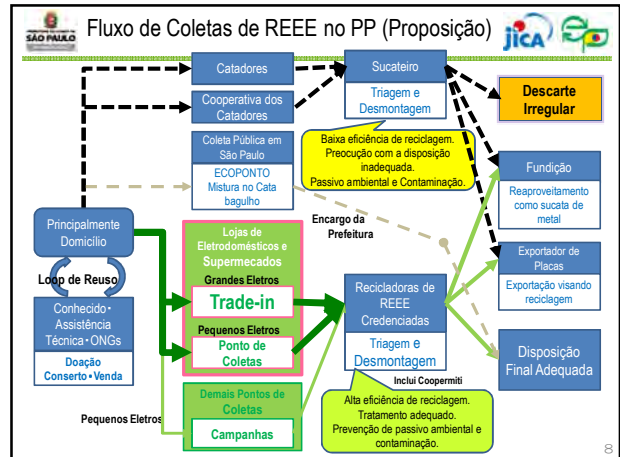 Fluxo de Coletas de REEE no PP (Proposição)
SÃO PAULO
jica
Catadores
Cooperativa dos
Catadores
Sucateiro
Triagem e
Desmontagem
Descarte
Irregular
Baixa eficiência de reciclagem.
Preocução com a disposição
inadequada.
Passivo ambiental e Contaminação.
Coleta Pública em
São Paulo
ECOPONTO
Mistura no Cata
bagulho
Fundição
Reaproveitamento
como sucata de
metal
Encargo da
Prefeitura
Principalmente
Domicílio
Loop de Reuso
Conhecido・
Assistência
Técnica・ONGs
Doação
Conserto・Venda
Lojas de
Eletrodomésticos e
Supermecados
Grandes Eletros
Trade-in
Pequenos Eletros
Ponto de
Coletas
Recicladoras de
REEE
Credenciadas
Triagem e
Desmontagem
Inclui Coopermiti
Exportador de
Placas
Exportação visando
reciclagem
Disposição
Final Adequada
Alta eficiência de reciclagem.
Tratamento adequado.
Prevenção de passivo ambiental e
contaminação.
Pequenos Eletros
Demais Pontos de
Coletas
Campanhas
8